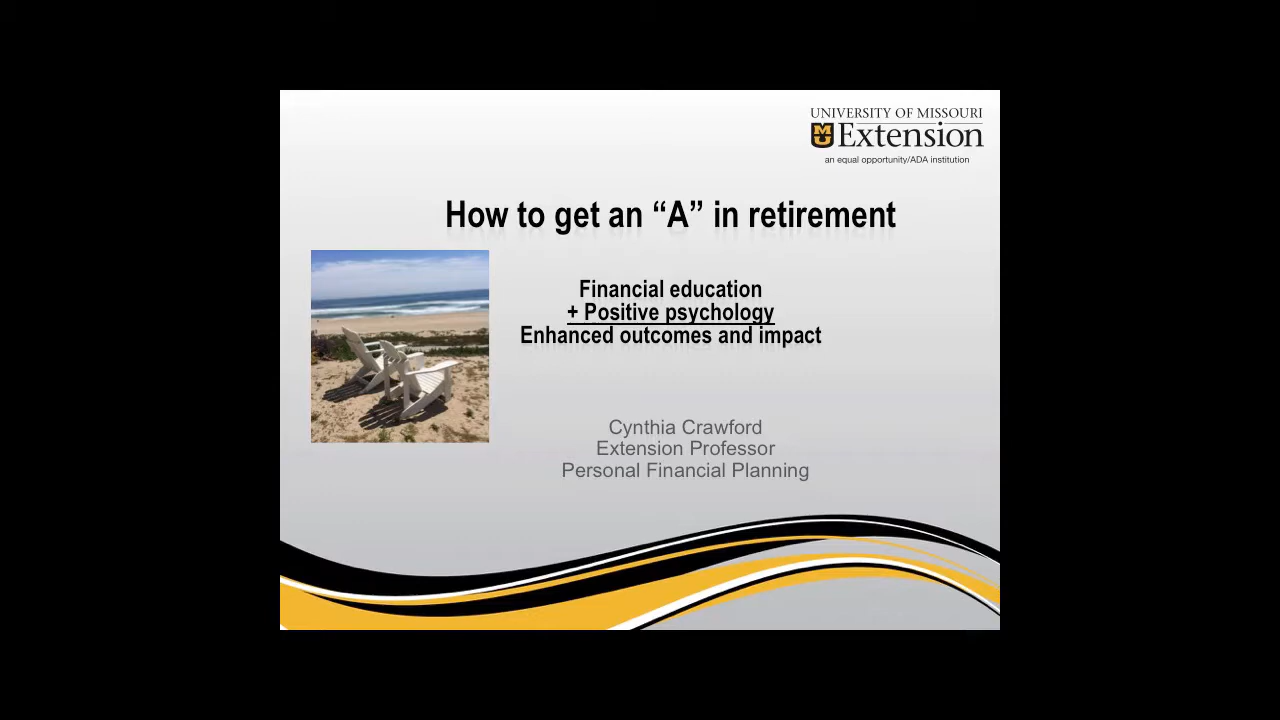 UNIVERSITY OF MISSOURI
MU Extension
an equal opportunity/ADA institution
How to get an “A” in retirement
Financial education
+ Positive psychology
Enhanced outcomes and impact
Cynthia Crawford
Extension Professor
Personal Financial Planning